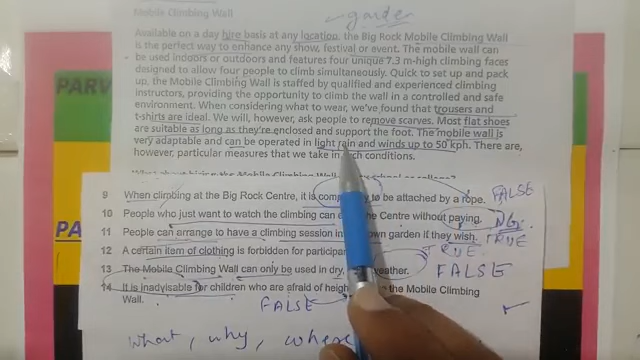 garden
Mobile Climbing Wall
Available on a day hire basis at any location, the Big Rock Mobile Climbing Wall
is the perfect way to enhance any show, festival or event. The mobile wall can
be used indoors or outdoors and features four unique 7.3 m-high climbing faces
designed to allow four people to climb simultaneously. Quick to set up and pack
up, the Mobile Climbing Wall is staffed by qualified and experienced climbing
instructors, providing the opportunity to climb the wall in a controlled and safe
environment. When considering what to wear, we've found that trousers and
t-shirts are ideal. We will, however, ask people to remove scarves. Most flat shoes
are suitable as long as they're enclosed and support the foot. The mobile wall is
very adaptable and can be operated in light rain and winds up to 50 kph. There are,
however, particular measures that we take in such conditions.
PARV
9 When climbing at the Big Rock Centre, it is to be attached by a rope. FALSE
10 People who just want to watch the climbing can the Centre without paying. NG
11 People can arrange to have a climbing session in own garden if they wish. TRUE
12 A certain item of clothing is forbidden for TRUE
13 The Mobile Climbing Wall can only be used in dry, FALSE
14 It is inadvisable for children who are afraid of the Mobile Climbing
Wall. FALSE
what, why, where